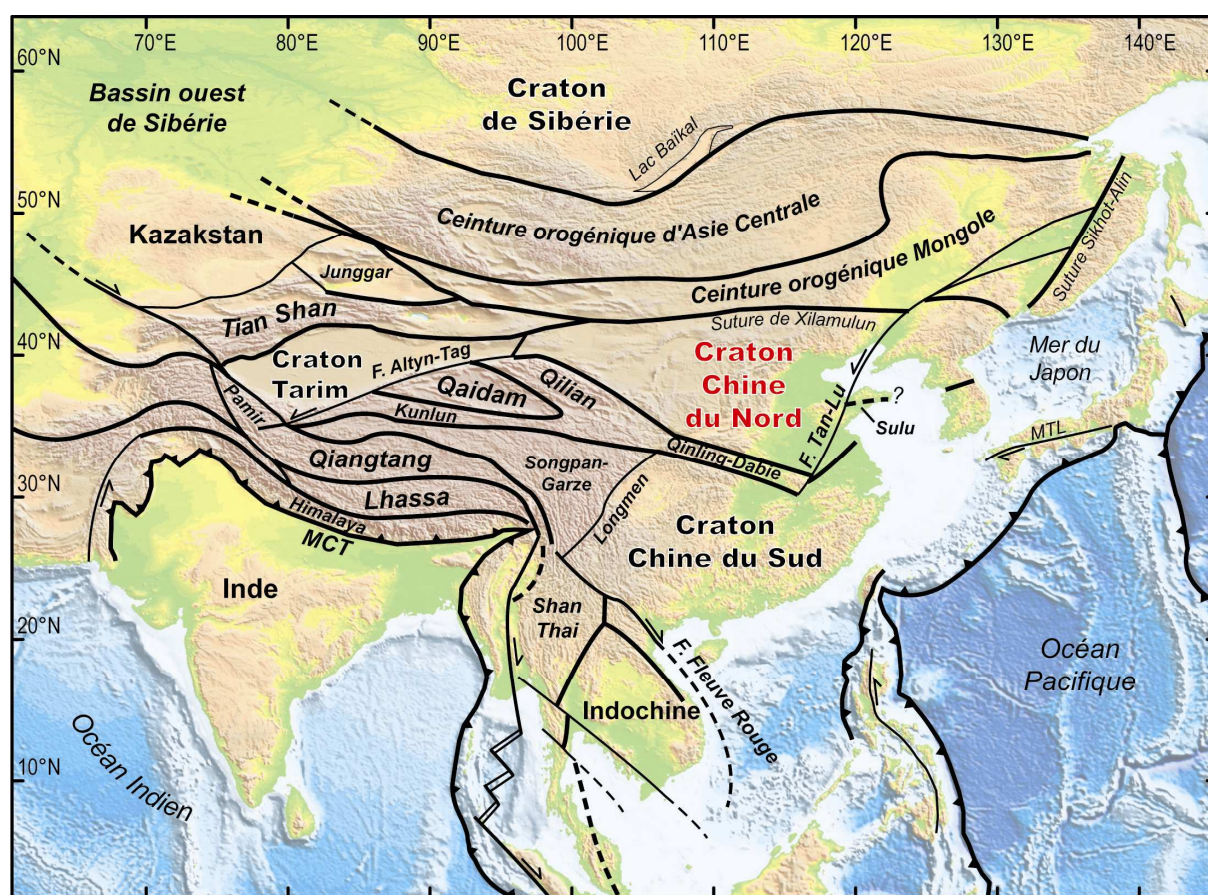 70°E
80°E
90°E
100°E
110°E
120°E
130°E
140°E
60°N
50°N
40°N
30°N
20°N
10°N
Bassin ouest
de Sibérie
Craton
de Sibérie
Lac Baïkal
Ceinture orogénique d'Asie Centrale
Kazakstan
Junggar
Ceinture orogénique Mongole
Suture Sikhot-Alin
Tian Shan
Suture de Xilamulun
Craton
Tarim
F. Altyn-Tag
Craton
Chine
du Nord
Mer du
Japon
Pamir
Qaidam
Qilian
Kunlun
F. Tan-Lu
?
Sulu
MTL
Qinling-Dabie
Qiangtang
Songpan-
Garze
Lhassa
Longmen
Himalaya
MCT
Craton
Chine du Sud
Inde
Shan
Thai
F. Fleuve Rouge
Indochine
Océan
Pacifique
Océan Indien